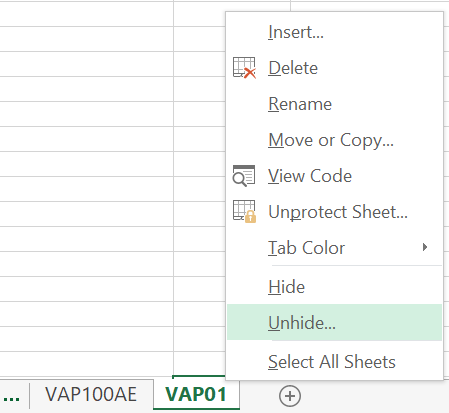 Insert...
Delete
Rename
Move or Copy...
View Code
Unprotect Sheet...
Tab Color
Hide
Unhide...
Select All Sheets
... VAP100AE VAP01